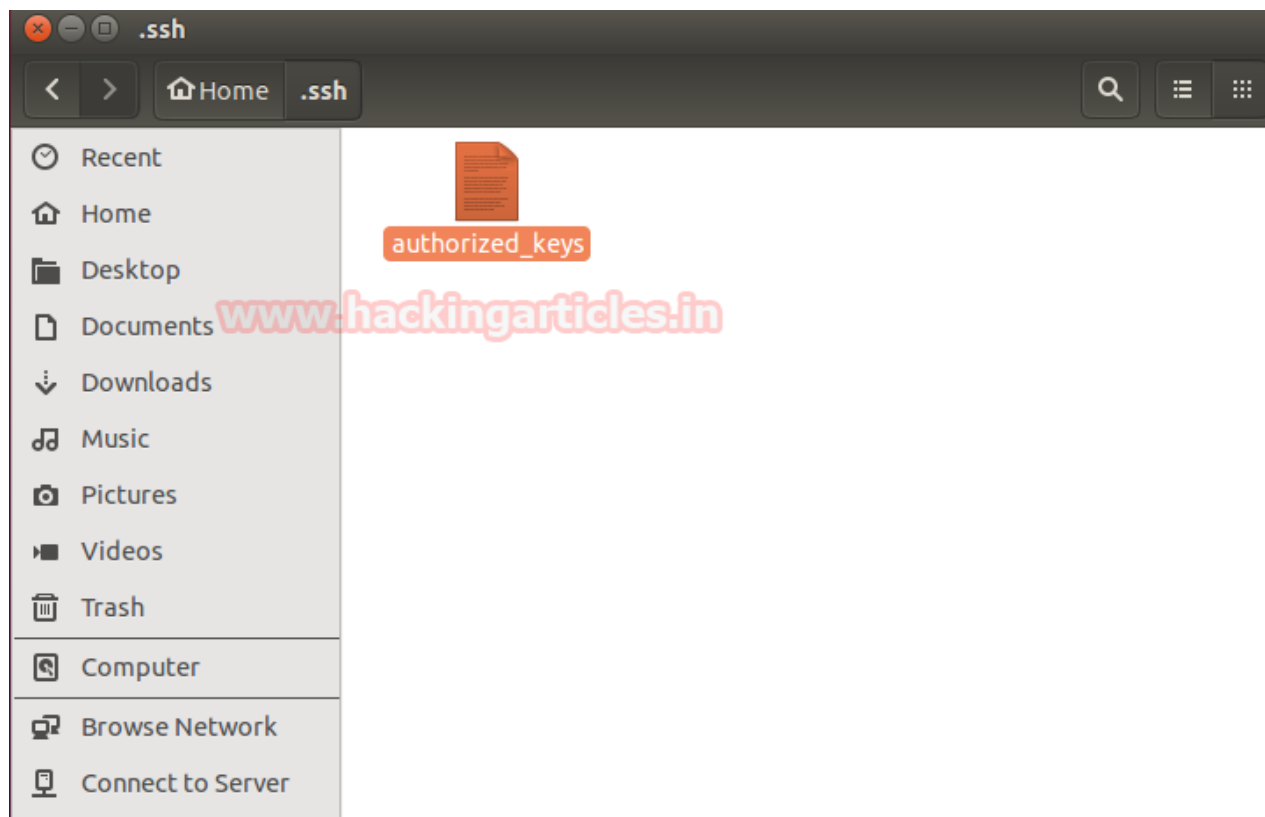 .ssh
Home .ssh
Recent
Home
authorized_keys
Desktop
Documents
www.hackingarticles.in
Downloads
Music
Pictures
Videos
Trash
Computer
Browse Network
Connect to Server